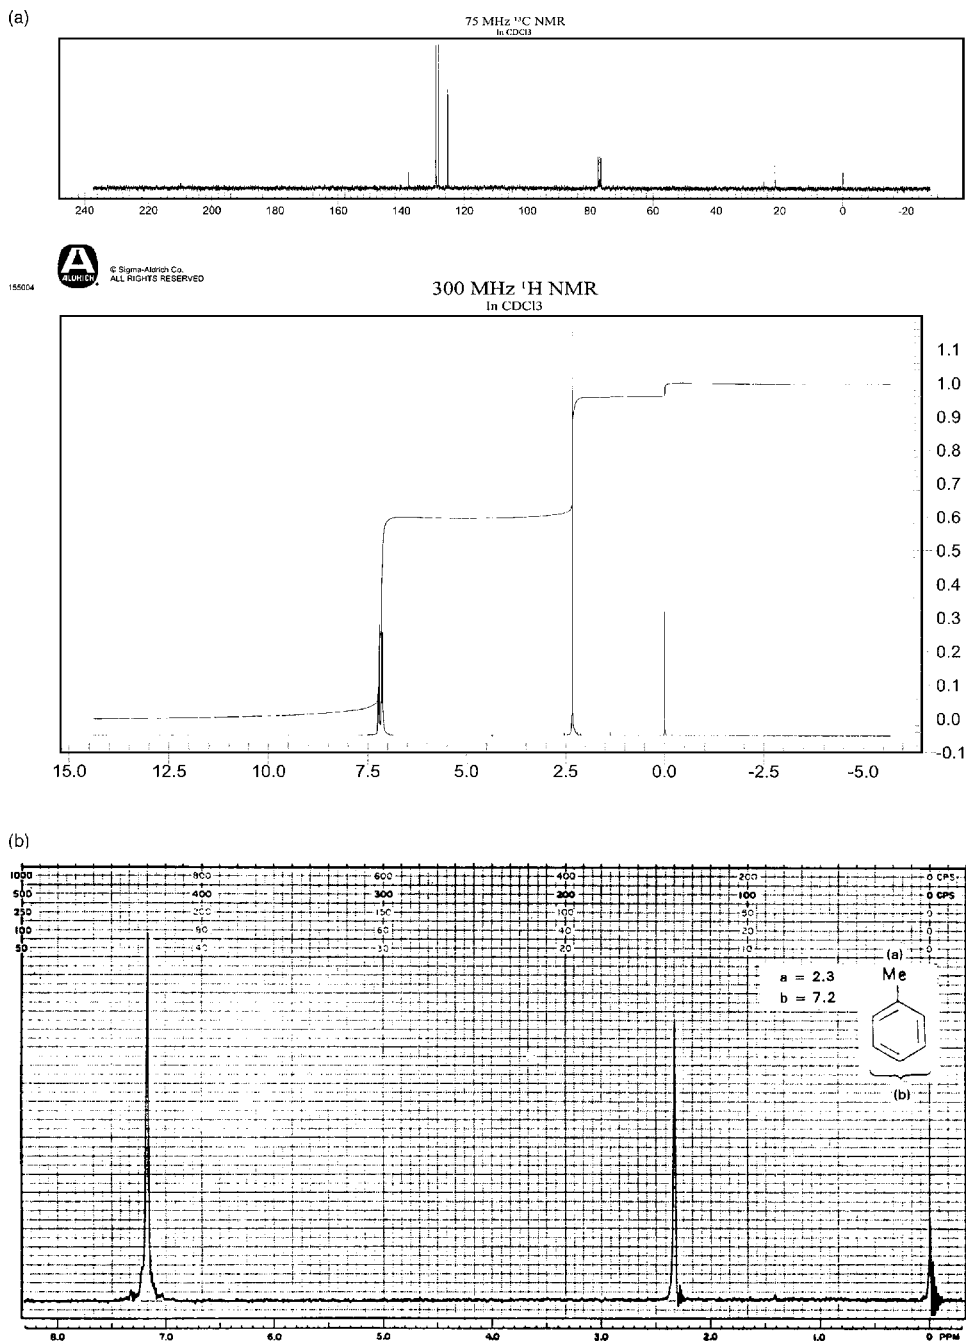 (a)
75 MHz ¹³C NMR
In CDCl3
240 220 200 180 160 140 120 100 80 60 40 20 0 -20
ALDRICH
© Sigma-Aldrich Co.
ALL RIGHTS RESERVED
155004
300 MHz ¹H NMR
In CDCl3
1.1
1.0
0.9
0.8
0.7
0.6
0.5
0.4
0.3
0.2
0.1
0.0
-0.1
15.0 12.5 10.0 7.5 5.0 2.5 0.0 -2.5 -5.0
(b)
1000 800 600 400 200 0 CPS
500 400 300 200 100 0 CPS
250 200 150 100 50 0
100 80 60 40 20 0
50 40 30 20 10 0
(a)
a = 2.3
Me
b = 7.2
(b)
8.0 7.0 6.0 5.0 4.0 3.0 2.0 1.0 0 PPM